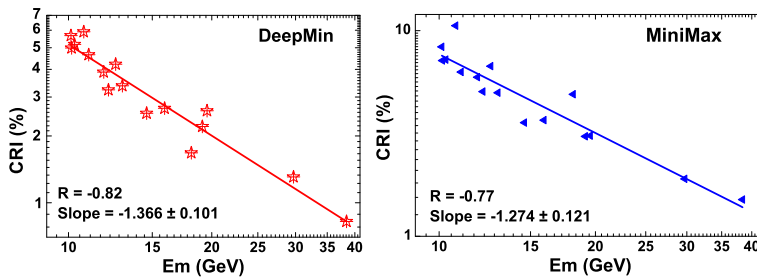 DeepMin
CRI (%)
7
6
5
4
3
2
1
R = -0.82
Slope = -1.366 ± 0.101
10 15 20 25 30 35 40
Em (GeV)
MiniMax
CRI (%)
10
1
R = -0.77
Slope = -1.274 ± 0.121
10 15 20 25 30 35 40
Em (GeV)